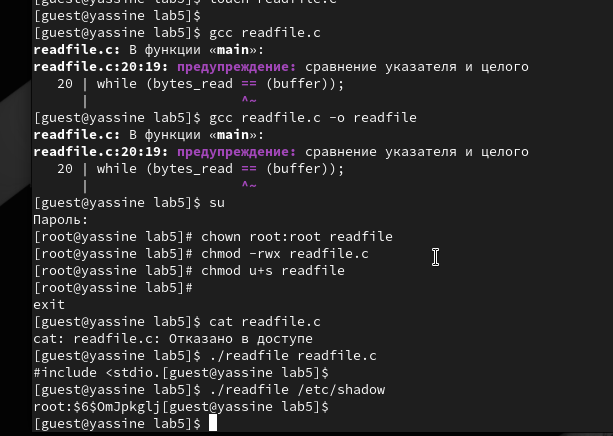 [guest@yassine lab5]$ touch readfile.c
[guest@yassine lab5]$
[guest@yassine lab5]$ gcc readfile.c
readfile.c: В функции «main»:
readfile.c:20:19: предупреждение: сравнение указателя и целого
20 | while (bytes_read == (buffer));
| ^~
[guest@yassine lab5]$ gcc readfile.c -o readfile
readfile.c: В функции «main»:
readfile.c:20:19: предупреждение: сравнение указателя и целого
20 | while (bytes_read == (buffer));
| ^~
[guest@yassine lab5]$ su
Пароль:
[root@yassine lab5]# chown root:root readfile
[root@yassine lab5]# chmod -rwx readfile.c
[root@yassine lab5]# chmod u+s readfile
[root@yassine lab5]#
exit
[guest@yassine lab5]$ cat readfile.c
cat: readfile.c: Отказано в доступе
[guest@yassine lab5]$ ./readfile readfile.c
#include <stdio.[guest@yassine lab5]$
[guest@yassine lab5]$ ./readfile /etc/shadow
root:$6$OmJpkglj[guest@yassine lab5]$
[guest@yassine lab5]$